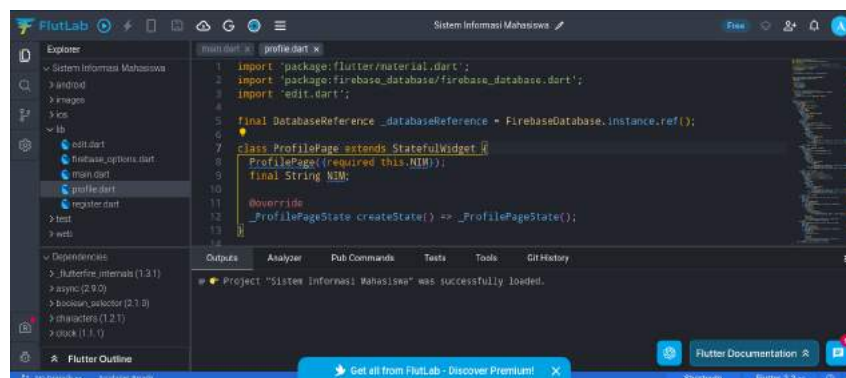 FlutLab
Sistem Informasi Mahasiswa
Free
Explorer
main.dart x
profile.dart x
Sistem Informasi Mahasiswa
android
images
ios
lib
edit.dart
firebase_options.dart
main.dart
profile.dart
register.dart
test
web
1 import 'package:flutter/material.dart';
2 import 'package:firebase_database/firebase_database.dart';
3 import 'edit.dart';
4
5 final DatabaseReference _databaseReference = FirebaseDatabase.instance.ref();
6
7 class ProfilePage extends StatefulWidget {
8 ProfilePage({required this.NIM});
9 final String NIM;
10
11 @override
12 _ProfilePageState createState() => _ProfilePageState();
13 }
14
Dependencies
_flutterfire_internals (1.3.1)
async (2.9.0)
boolean_selector (2.1.0)
characters (1.2.1)
clock (1.1.1)
Flutter Outline
Outputs
Analyzer
Pub Commands
Tests
Tools
Git History
Project "Sistem Informasi Mahasiswa" was successfully loaded.
Flutter Documentation
Get all from FlutLab - Discover Premium! X